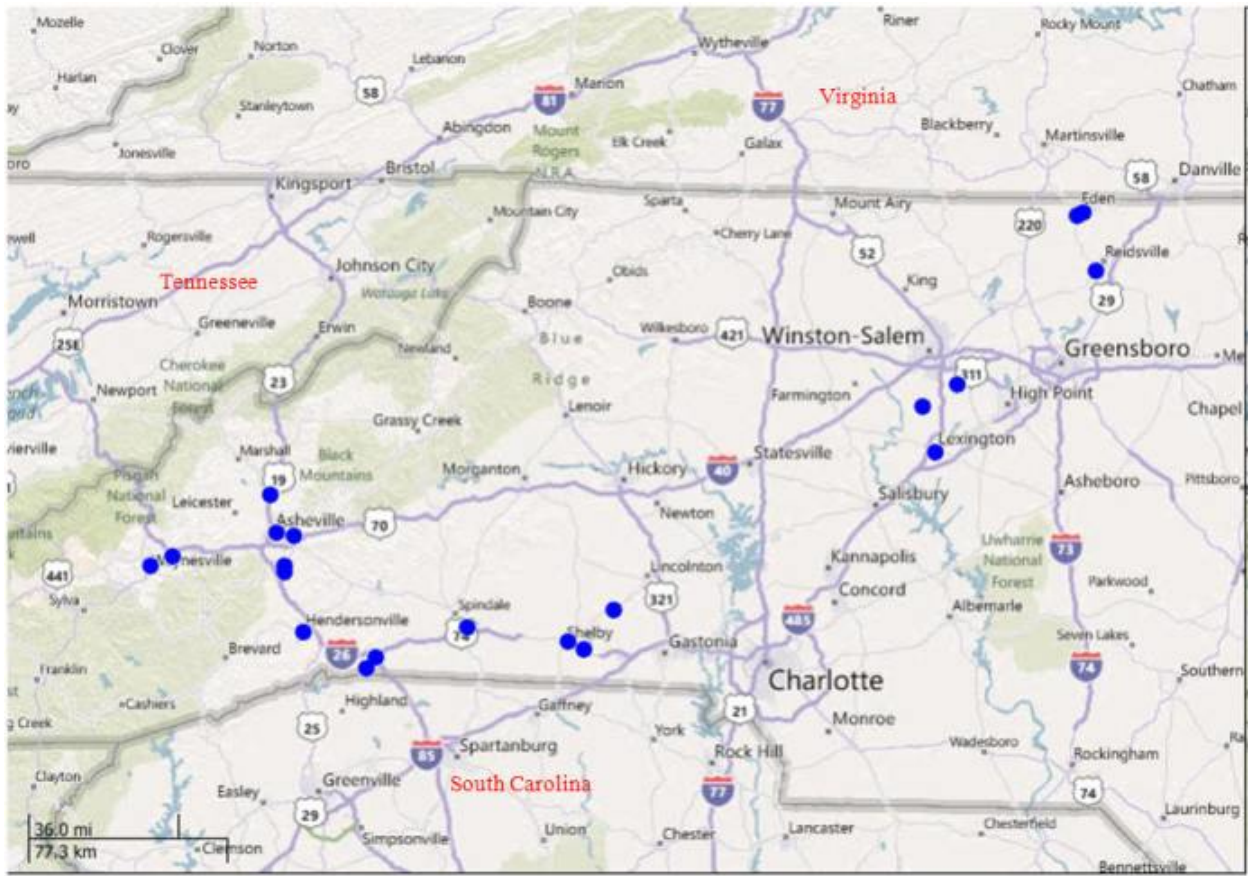 Mozelle
Clover
Norton
Lebanon
Wytheville
Riner
Rocky Mount
Harlan
58
Marion
81
77
Virginia
Chatham
Stanleytown
Abingdon
Mount
Rogers
N.R.A.
Elk Creek
Blackberry
Martinsville
Jonesville
Galax
oro
Kingsport
Bristol
58
Danville
Sparta
Mount Airy
Eden
Mountain City
220
ewell
Rogersville
Cherry Lane
52
Reidsville
Tennessee
Johnson City
Obids
King
29
Morristown
Watauga Lake
Boone
Greeneville
Erwin
Blue
Wilkesboro
421
Winston-Salem
25E
Newland
Greensboro
Me
Cherokee
National
Forest
23
Ridge
311
Newport
Farmington
High Point
Lenoir
Chapel
Grassy Creek
vierville
Marshall
Black
Mountains
Lexington
Pisgah
National
Forest
Morganton
Hickory
40
Statesville
19
Leicester
Asheboro
Pittsboro
Salisbury
Asheville
70
Newton
Uwharrie
National
Forest
73
441
Kannapolis
Lincolnton
Sylva
321
Concord
Parkwood
Spindale
Albemarle
Hendersonville
74
Shelby
485
Gastonia
Seven Lakes
Brevard
26
74
Franklin
Charlotte
Southern
Cashiers
Highland
21
g Creek
25
Gaffney
York
Monroe
Rock Hill
Wadesboro
85
Spartanburg
Rockingham
Clayton
Greenville
South Carolina
Easley
77
74
29
Laurinburg
36.0 mi
Simpsonville
Union
Chester
Lancaster
Chesterfield
77.3 km
Clemson
Bennettsville